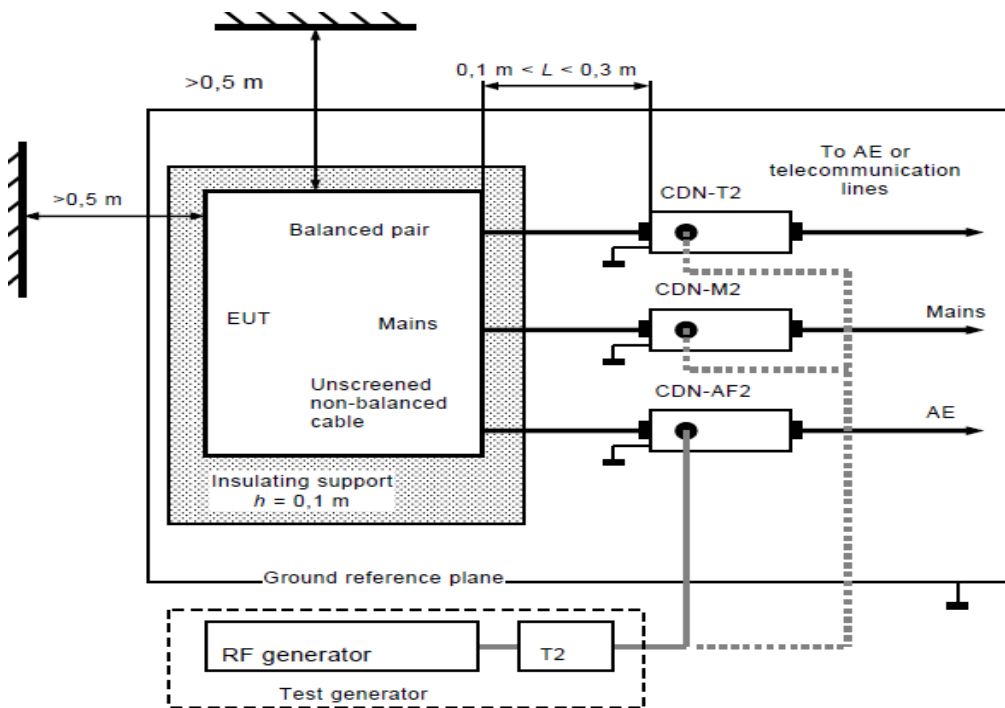 0,1 m < L < 0,3 m
>0,5 m
To AE or
telecommunication
lines
>0,5 m
CDN-T2
Balanced pair
CDN-M2
EUT
Mains
Mains
Unscreened
non-balanced
cable
CDN-AF2
AE
Insulating support
h = 0,1 m
Ground reference plane
RF generator
T2
Test generator